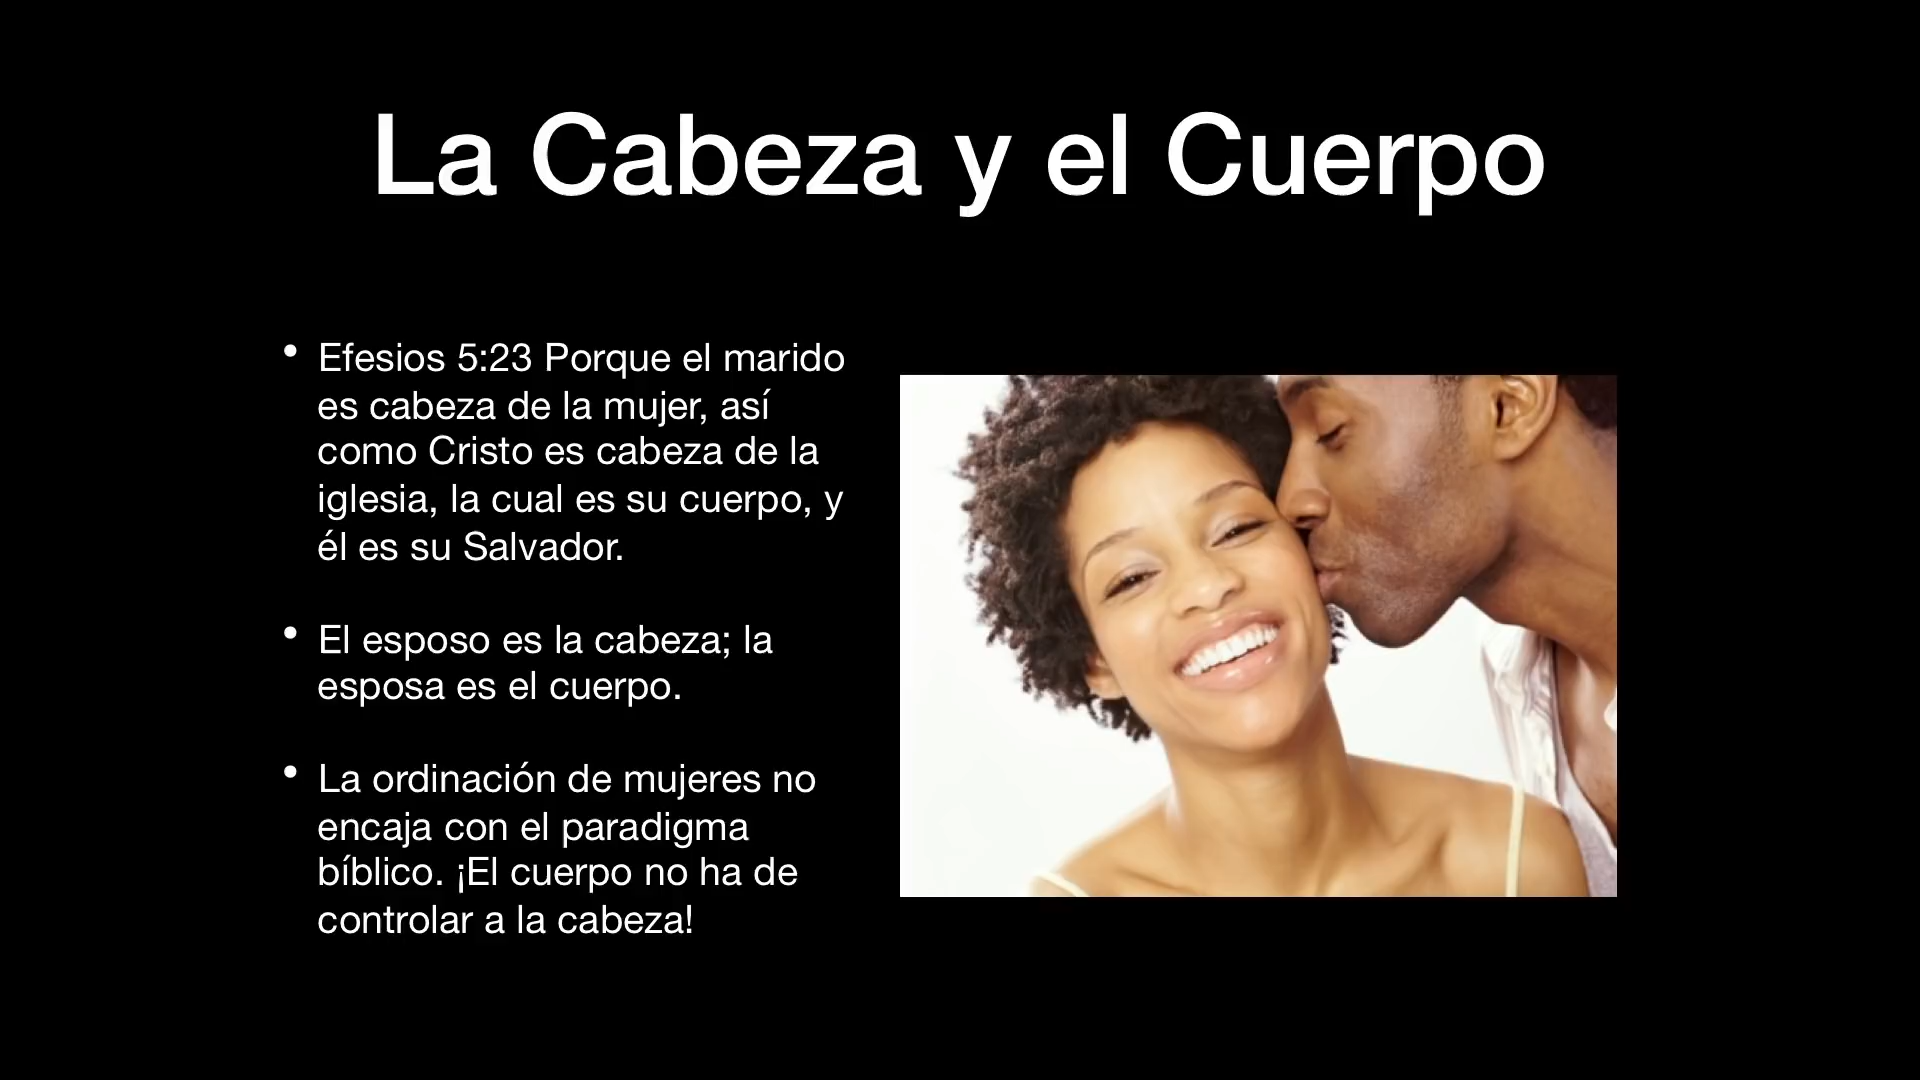 La Cabeza y el Cuerpo
• Efesios 5:23 Porque el marido
es cabeza de la mujer, así
como Cristo es cabeza de la
iglesia, la cual es su cuerpo, y
él es su Salvador.
• El esposo es la cabeza; la
esposa es el cuerpo.
• La ordinación de mujeres no
encaja con el paradigma
bíblico. ¡El cuerpo no ha de
controlar a la cabeza!